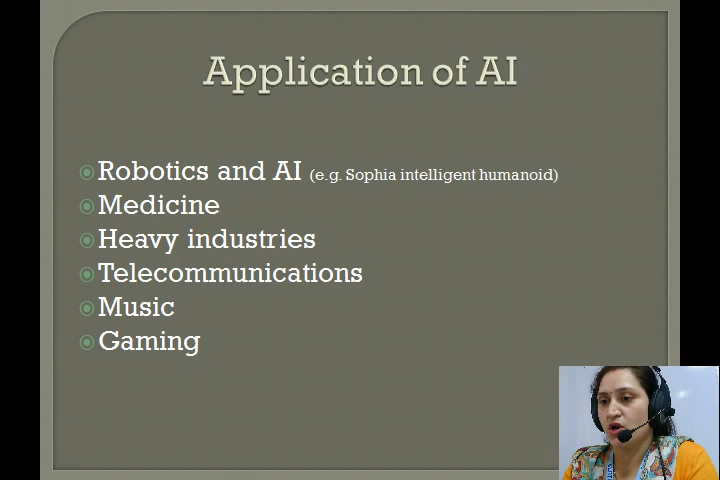 Application of AI
Robotics and AI (e.g. Sophia intelligent humanoid)
Medicine
Heavy industries
Telecommunications
Music
Gaming